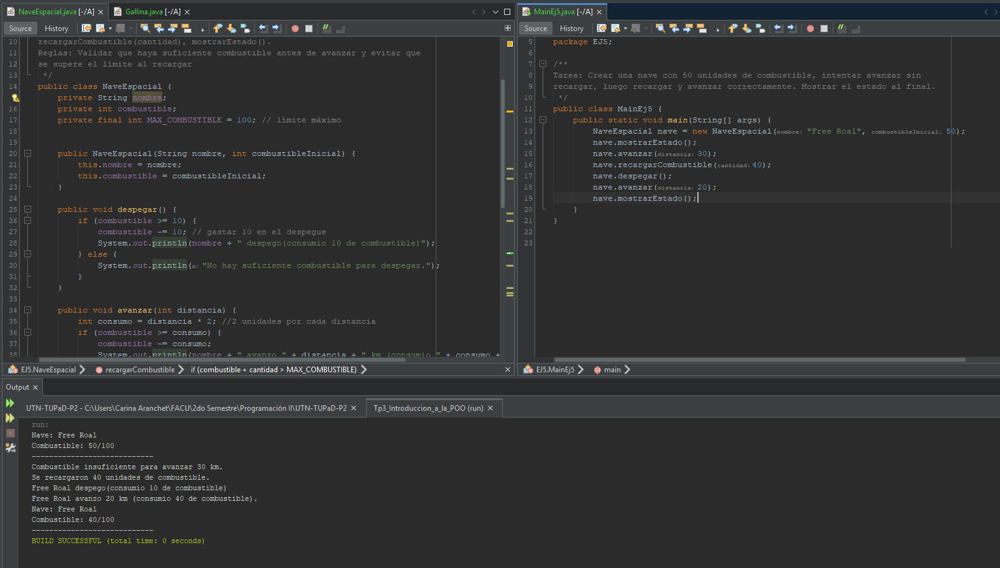 NaveEspacial.java [-/A]
Gallina.java [-/A]
Source
History
10 recargarCombustible(cantidad), mostrarEstado().
11 Reglas: Validar que haya suficiente combustible antes de avanzar y evitar que
12 se supere el límite al recargar
13 */
14 public class NaveEspacial {
private String nombre;
16 private int combustible;
17 private final int MAX_COMBUSTIBLE = 100; // límite máximo
18
19
20 public NaveEspacial(String nombre, int combustibleInicial) {
21 this.nombre = nombre;
22 this.combustible = combustibleInicial;
23 }
24
25 public void despegar() {
26 if (combustible >= 10) {
27 combustible -= 10; // gastar 10 en el despegue
28 System.out.println(nombre + " despego(consumio 10 de combustible)");
29 } else {
30 System.out.println(x: "No hay suficiente combustible para despegar.");
31 }
32 }
33
34 public void avanzar(int distancia) {
35 int consumo = distancia * 2; //2 unidades por cada distancia
36 if (combustible >= consumo) {
37 combustible -= consumo;
38 System.out.println(nombre + " avanzo " + distancia + " km (consumio " + consumo +
EJ5.NaveEspacial
recargarCombustible
if (combustible + cantidad > MAX_COMBUSTIBLE)
MainEj5.java [-/A]
Source
History
5 package EJ5;
6
7 /**
8 Tarea: Crear una nave con 50 unidades de combustible, intentar avanzar sin
9 recargar, luego recargar y avanzar correctamente. Mostrar el estado al final.
10 */
11 public class MainEj5 {
12 public static void main(String[] args) {
13 NaveEspacial nave = new NaveEspacial(nombre: "Free Roal", combustibleInicial: 50);
14 nave.mostrarEstado();
15 nave.avanzar(distancia: 30);
16 nave.recargarCombustible(cantidad: 40);
17 nave.despegar();
18 nave.avanzar(distancia: 20);
19 nave.mostrarEstado();
20 }
21 }
22
23
EJ5.MainEj5
main
Output
UTN-TUPaD-P2 - C:\Users\Carina Aranchet\FACU\2do Semestre\Programación II\UTN-TUPaD-P2
Tp3_Introduccion_a_la_POO (run)
run:
Nave: Free Roal
Combustible: 50/100
----------------------------
Combustible insuficiente para avanzar 30 km.
Se recargaron 40 unidades de combustible.
Free Roal despego(consumio 10 de combustible)
Free Roal avanzo 20 km (consumio 40 de combustible).
Nave: Free Roal
Combustible: 40/100
----------------------------
BUILD SUCCESSFUL (total time: 0 seconds)